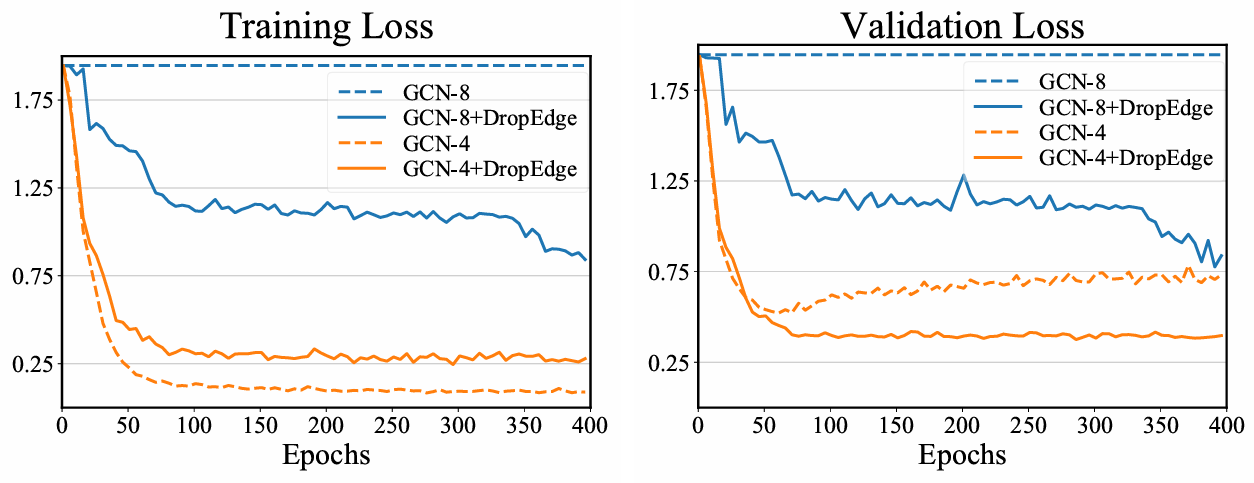 Training Loss
1.75
1.25
0.75
0.25
GCN-8
GCN-8+DropEdge
GCN-4
GCN-4+DropEdge
0 50 100 150 200 250 300 350 400
Epochs
Validation Loss
1.75
1.25
0.75
0.25
GCN-8
GCN-8+DropEdge
GCN-4
GCN-4+DropEdge
0 50 100 150 200 250 300 350 400
Epochs